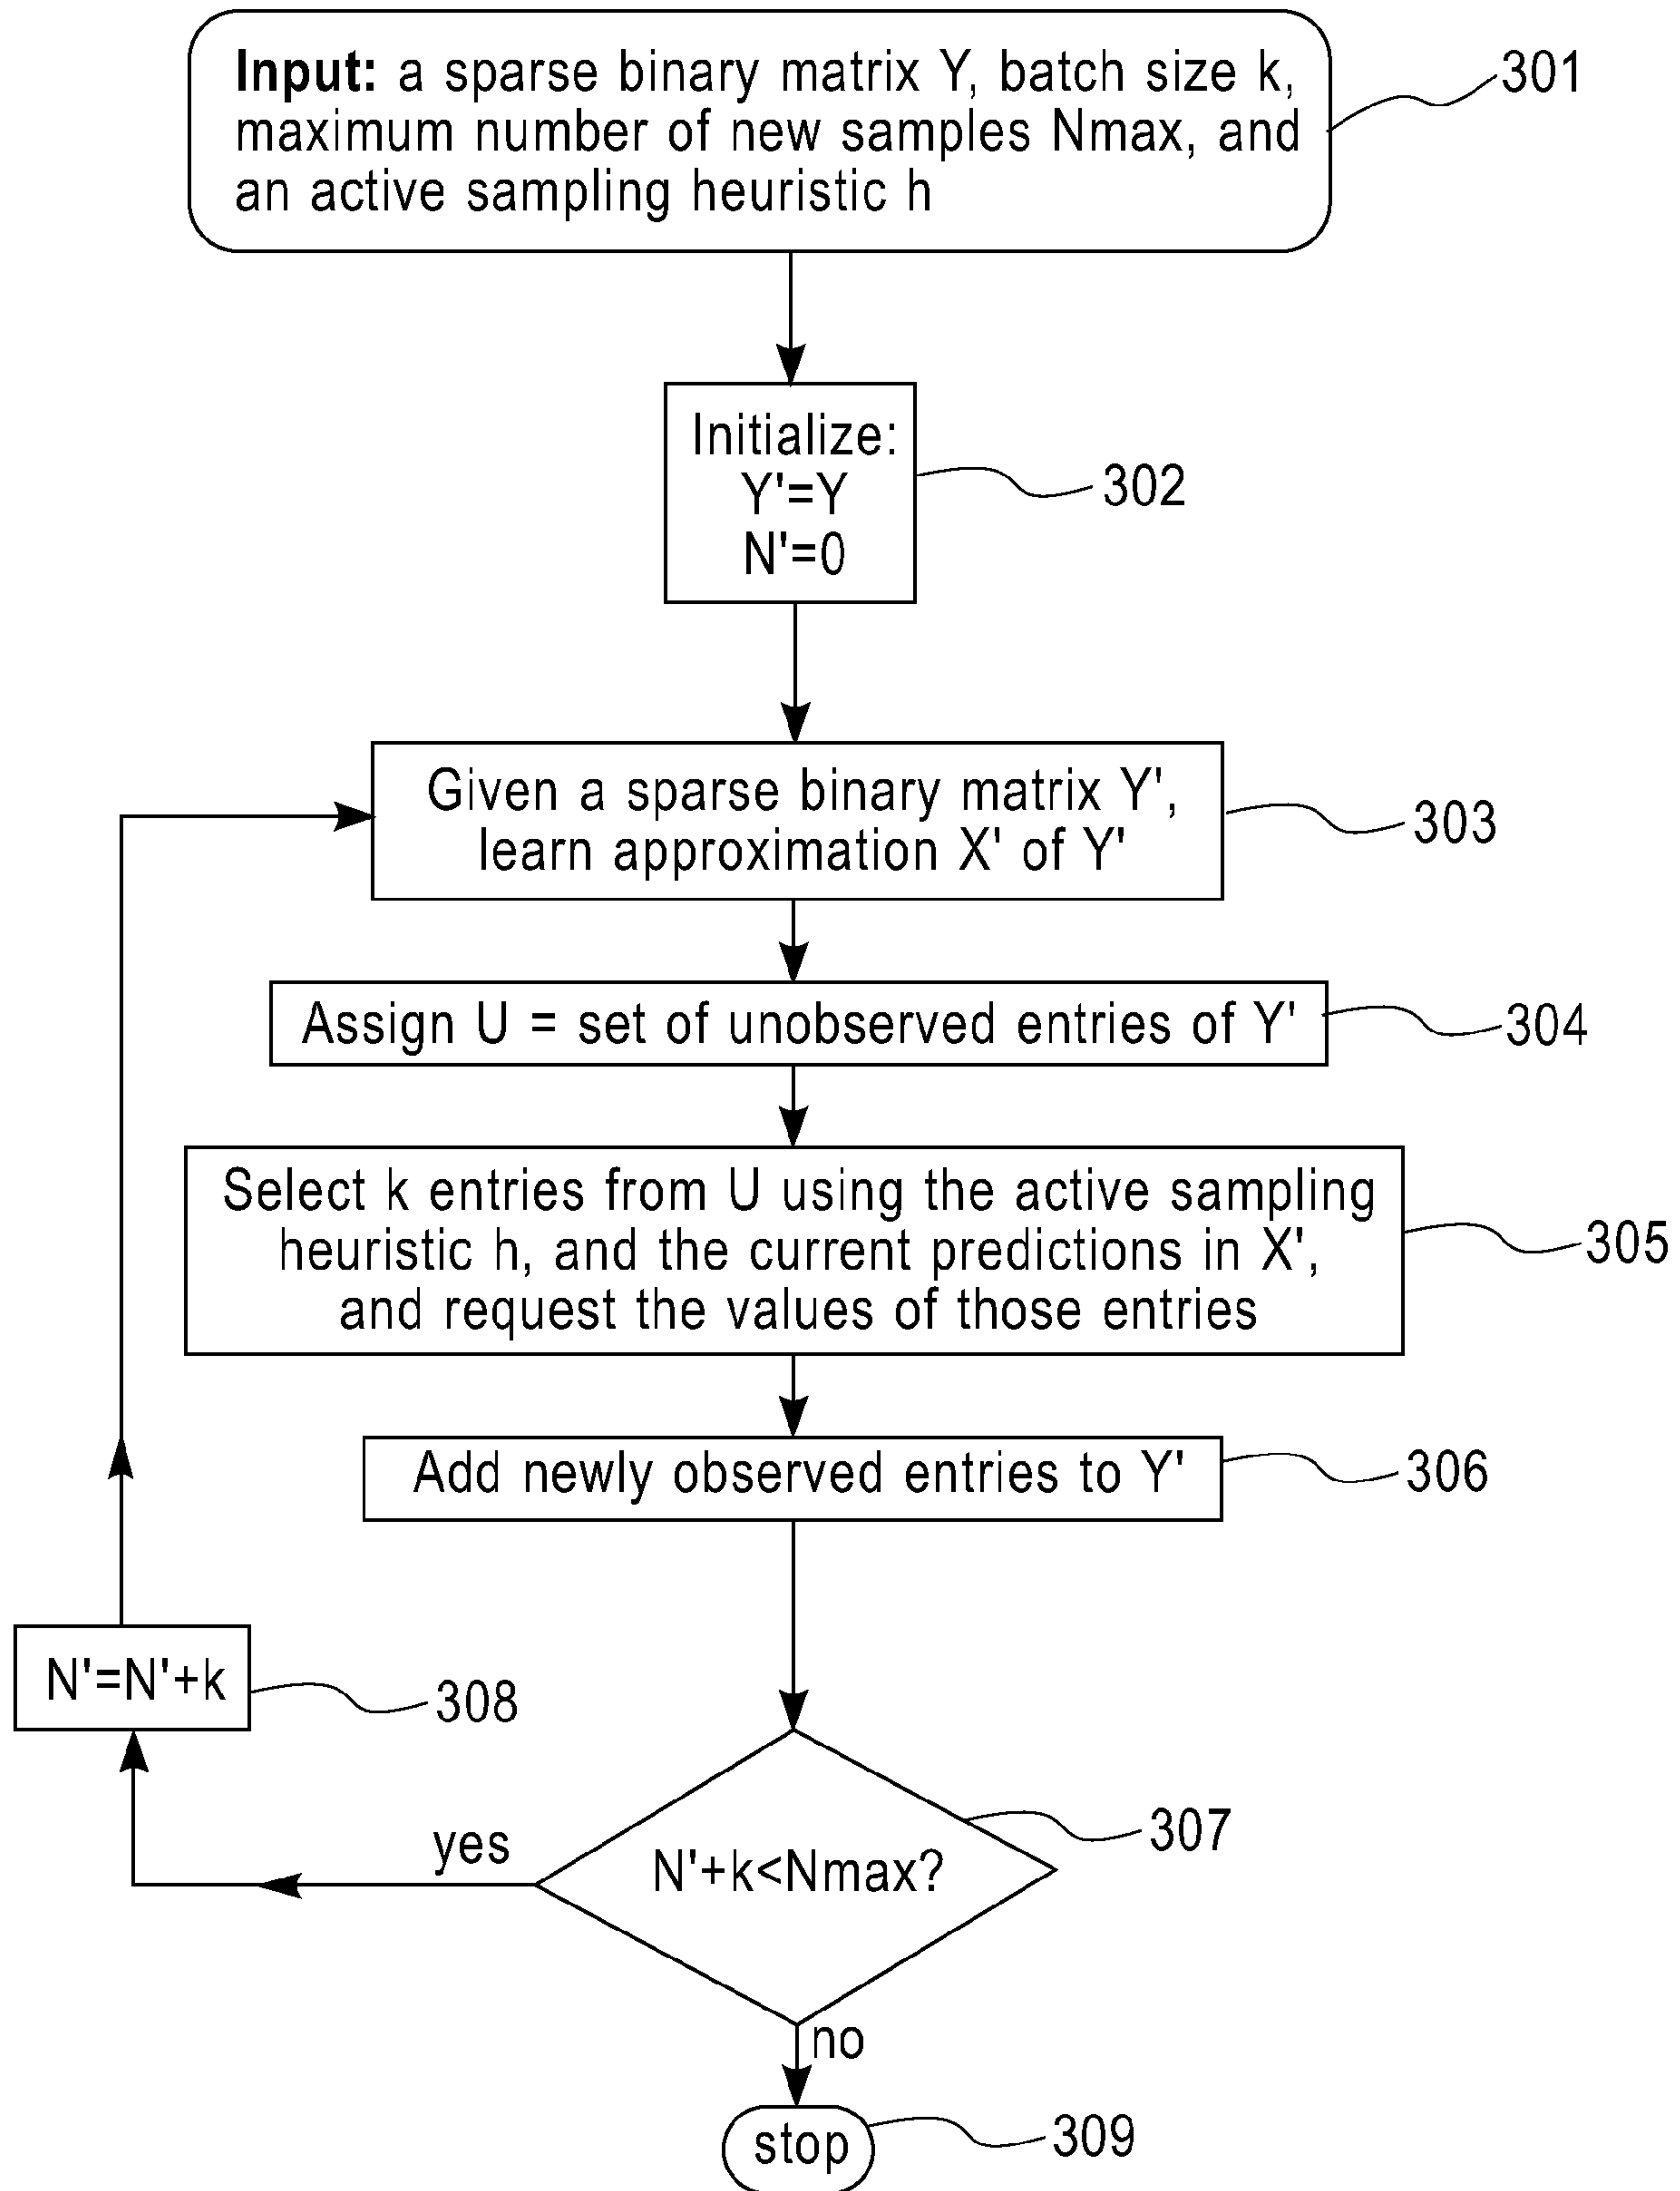 Input: a sparse binary matrix Y, batch size k,
maximum number of new samples Nmax, and
an active sampling heuristic h
301
Initialize:
Y'=Y
N'=0
302
Given a sparse binary matrix Y',
learn approximation X' of Y'
303
Assign U = set of unobserved entries of Y'
304
Select k entries from U using the active sampling
heuristic h, and the current predictions in X',
and request the values of those entries
305
Add newly observed entries to Y'
306
N'=N'+k
308
yes
N'+k<Nmax?
307
no
stop
309